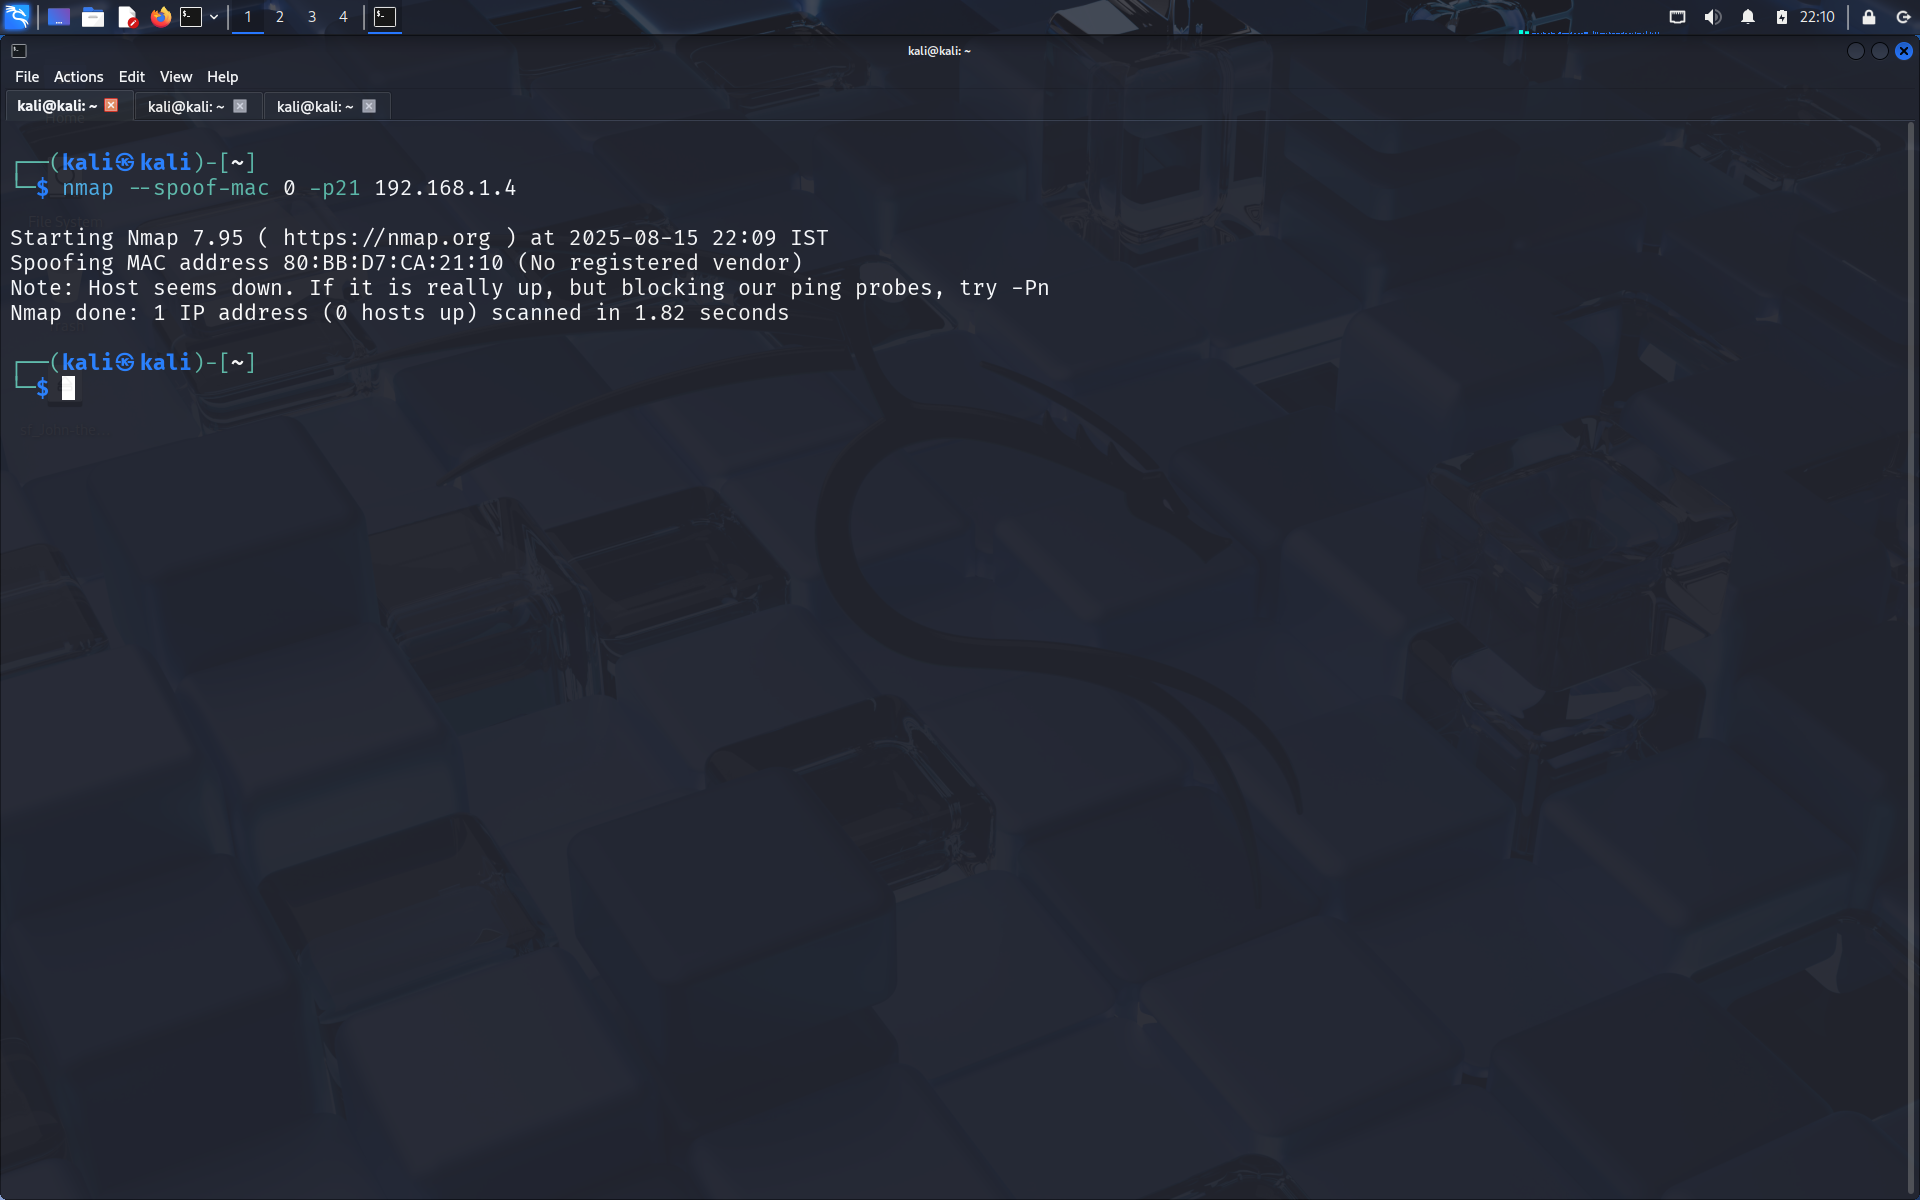 1 2 3 4 22:10
kali@kali: ~
File Actions Edit View Help
kali@kali: ~ kali@kali: ~ kali@kali: ~
Home
┌──(kali㉿kali)-[~]
└─$ nmap --spoof-mac 0 -p21 192.168.1.4
File System
Starting Nmap 7.95 ( https://nmap.org ) at 2025-08-15 22:09 IST
Spoofing MAC address 80:BB:D7:CA:21:10 (No registered vendor)
Note: Host seems down. If it is really up, but blocking our ping probes, try -Pn
Nmap done: 1 IP address (0 hosts up) scanned in 1.82 seconds
┌──(kali㉿kali)-[~]
└─$